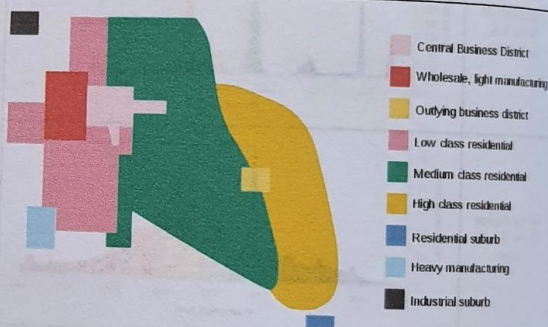 Central Business District
Wholesale, light manufacturing
Outlying business district
Low class residential
Medium class residential
High class residential
Residential suburb
Heavy manufacturing
Industrial suburb